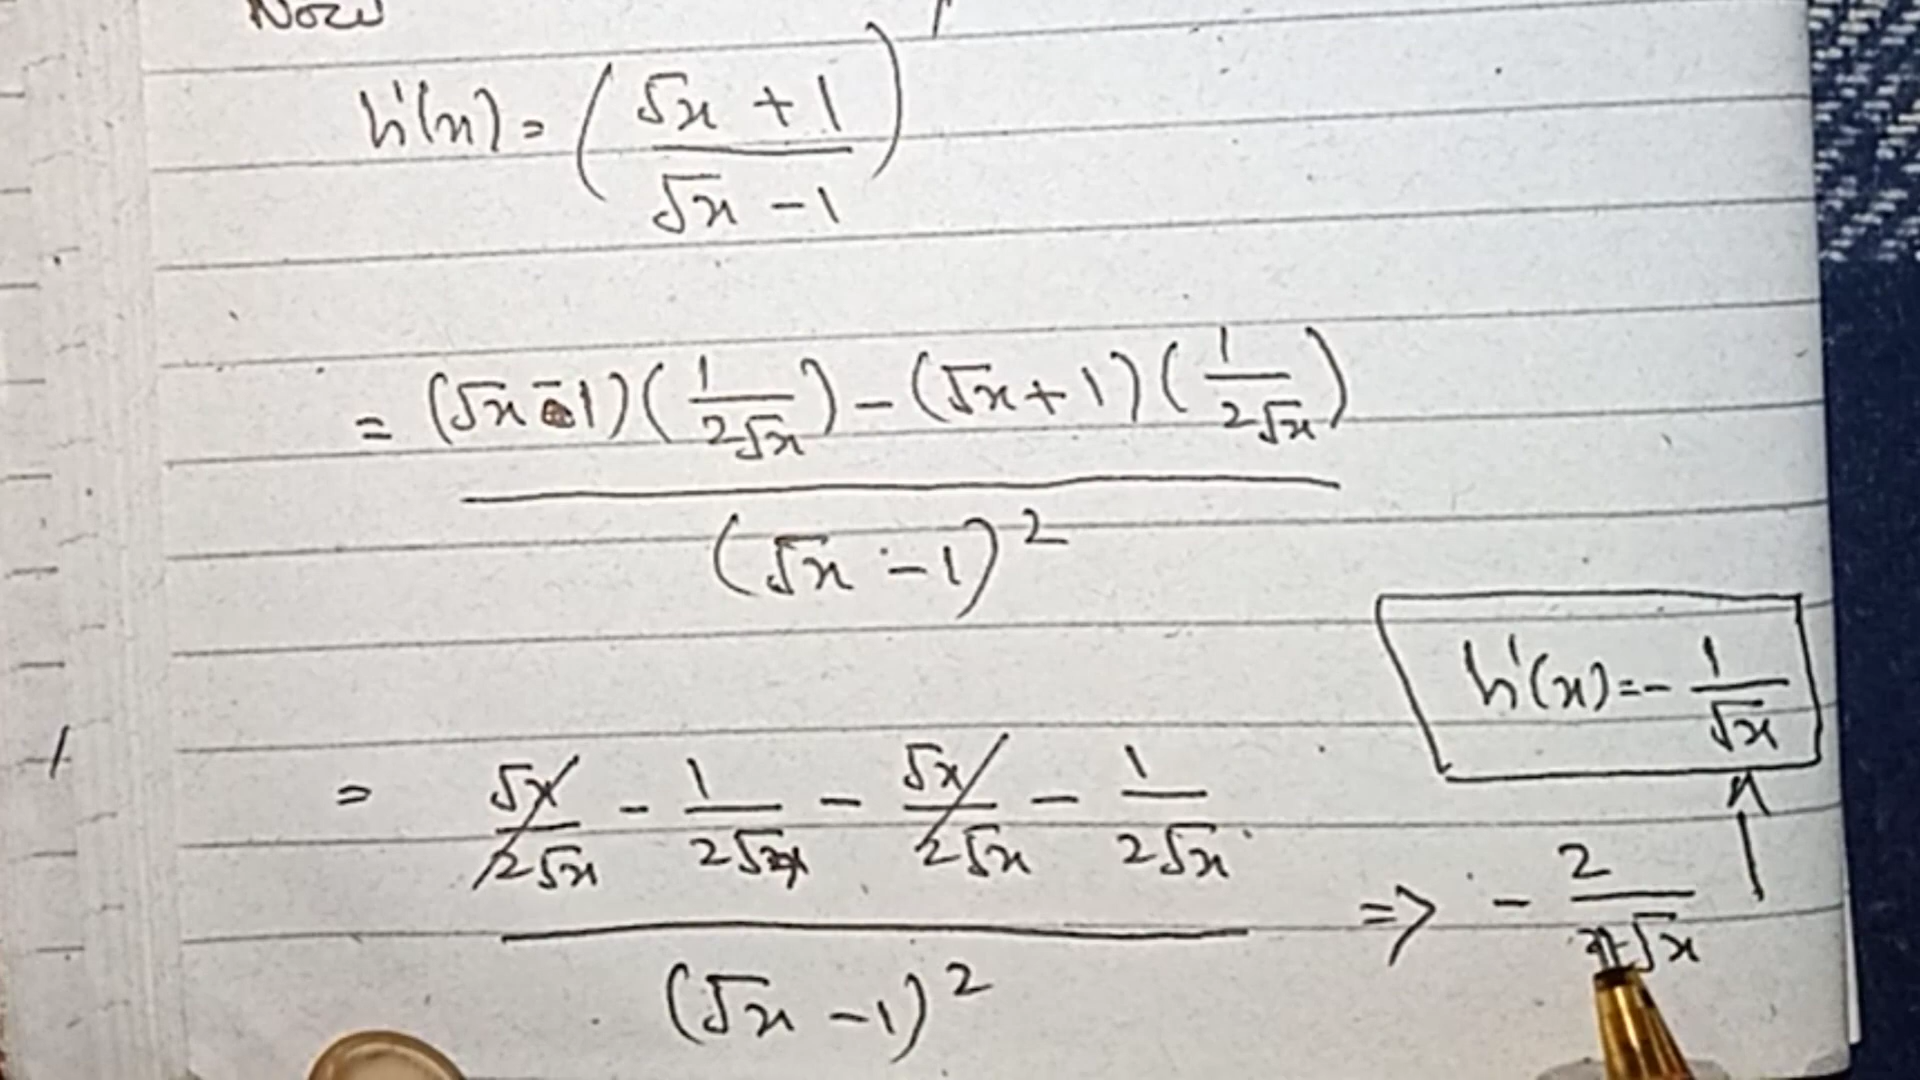 Now
h'(x) = ( √x + 1 / √x - 1 )'
= (√x - 1)( 1 / 2√x ) - (√x + 1)( 1 / 2√x ) / (√x - 1)²
= √x / 2√x - 1 / 2√x - √x / 2√x - 1 / 2√x / (√x - 1)²
⇒ - 2 / 2√x
h'(x) = - 1 / √x